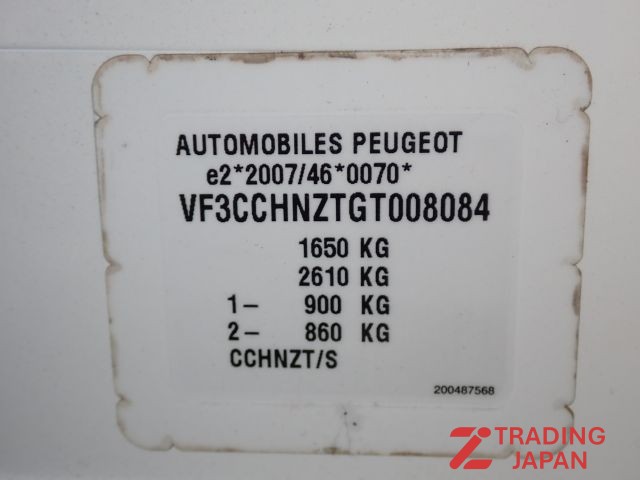 AUTOMOBILES PEUGEOT
e2*2007/46*0070*
VF3CCHNZTGT008084
1650 KG
2610 KG
1– 900 KG
2– 860 KG
CCHNZT/S
200487568
TRADING
JAPAN